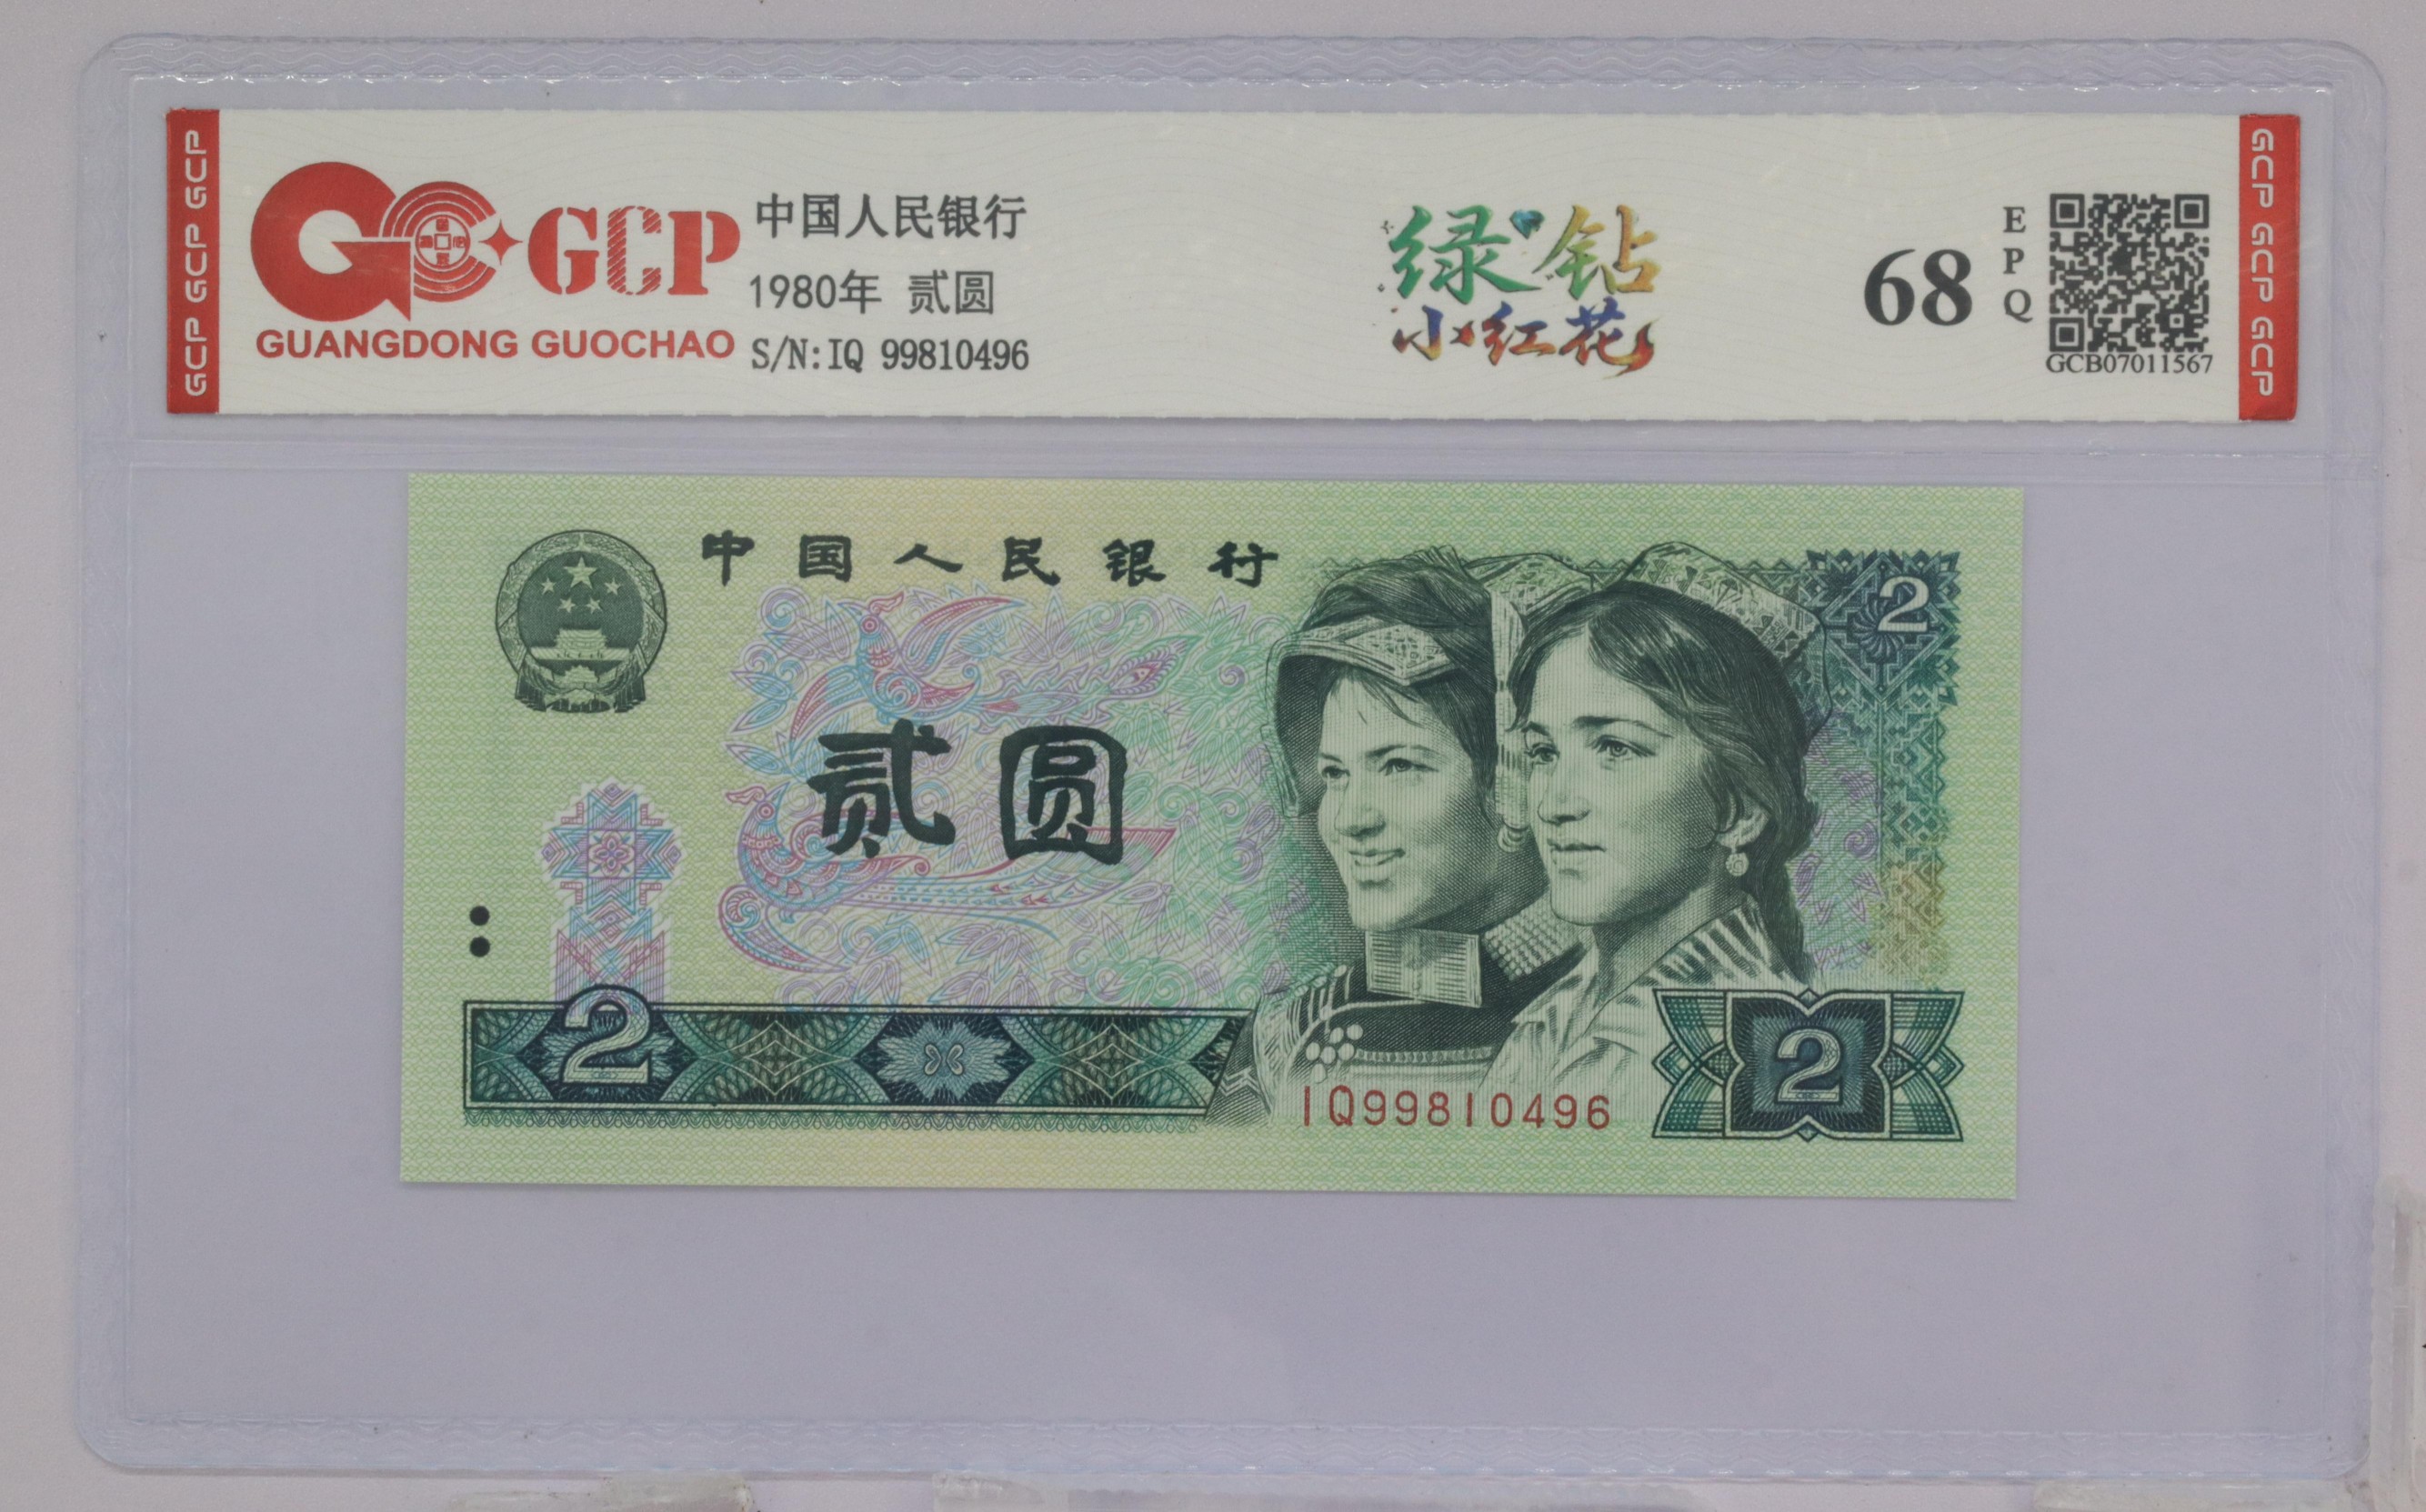 GCP GCP GCP
GCP
GUANGDONG GUOCHAO
中国人民银行
1980年 贰圆
S/N:IQ 99810496
绿钻
小红花
68
EPQ
GCB07011567
GCP GCP GCP
中国人民银行
2
贰圆
2
2
IQ99810496